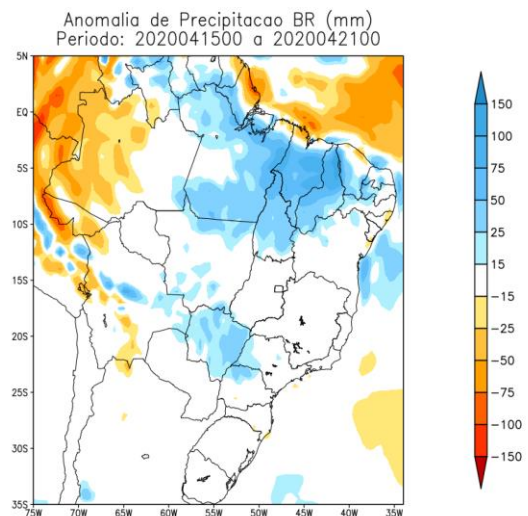 Anomalia de Precipitacao BR (mm)
Periodo: 2020041500 a 2020042100
5N
EQ
5S
10S
15S
20S
25S
30S
35S
75W
70W
65W
60W
55W
50W
45W
40W
35W
150
100
75
50
25
15
-15
-25
-50
-75
-100
-150